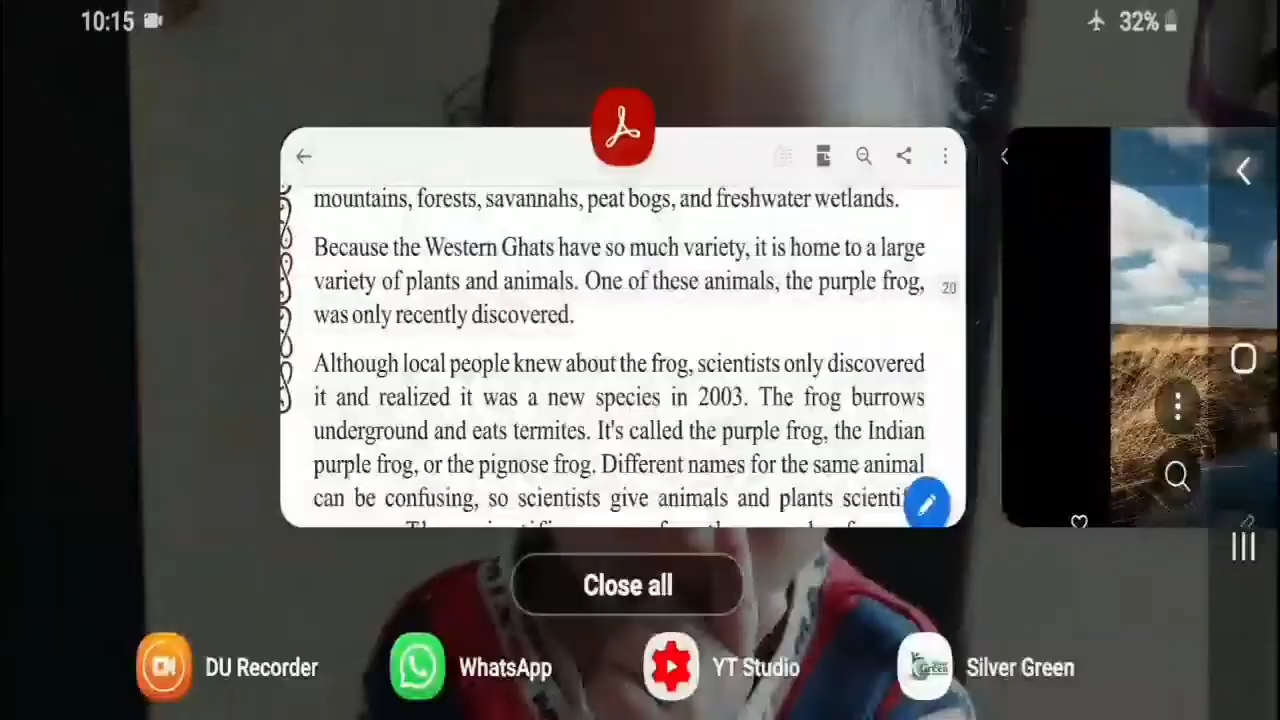 10:15
32%
mountains, forests, savannahs, peat bogs, and freshwater wetlands.
Because the Western Ghats have so much variety, it is home to a large
variety of plants and animals. One of these animals, the purple frog,
20
was only recently discovered.
Although local people knew about the frog, scientists only discovered
it and realized it was a new species in 2003. The frog burrows
underground and eats termites. It's called the purple frog, the Indian
purple frog, or the pignose frog. Different names for the same animal
can be confusing, so scientists give animals and plants scientif
Close all
DU Recorder
WhatsApp
YT Studio
Green
Silver Green